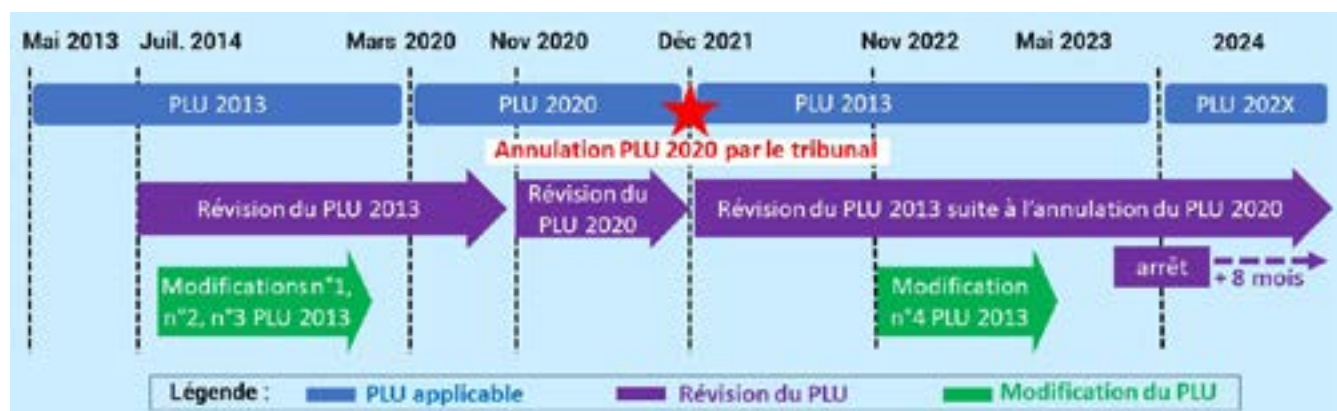 Mai 2013 Juil. 2014 Mars 2020 Nov 2020 Déc 2021 Nov 2022 Mai 2023 2024
PLU 2013 PLU 2020 PLU 2013 PLU 202X
Annulation PLU 2020 par le tribunal
Révision du PLU 2013
Révision du
PLU 2020
Révision du PLU 2013 suite à l'annulation du PLU 2020
Modifications n°1,
n°2, n°3 PLU 2013
Modification
n°4 PLU 2013
arrêt
+ 8 mois
Légende : PLU applicable Révision du PLU Modification du PLU